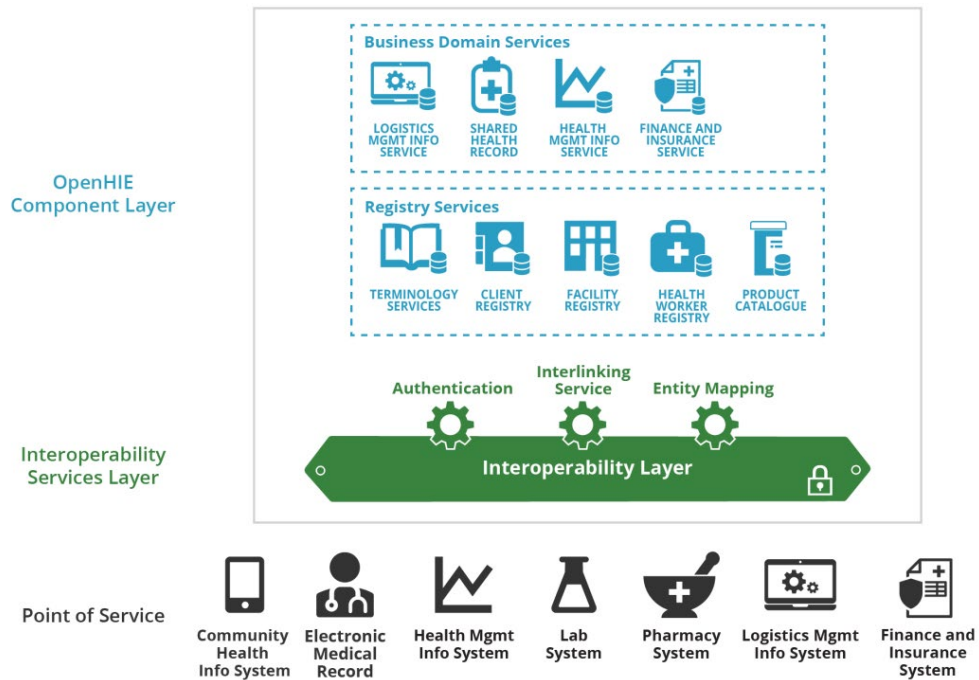 Business Domain Services
LOGISTICS
MGMT INFO
SERVICE
SHARED
HEALTH
RECORD
HEALTH
MGMT INFO
SERVICE
FINANCE AND
INSURANCE
SERVICE
OpenHIE
Component Layer
Registry Services
TERMINOLOGY
SERVICES
CLIENT
REGISTRY
FACILITY
REGISTRY
HEALTH
WORKER
REGISTRY
PRODUCT
CATALOGUE
Authentication
Interlinking
Service
Entity Mapping
Interoperability
Services Layer
Interoperability Layer
Point of Service
Community
Health
Info System
Electronic
Medical
Record
Health Mgmt
Info System
Lab
System
Pharmacy
System
Logistics Mgmt
Info System
Finance and
Insurance
System